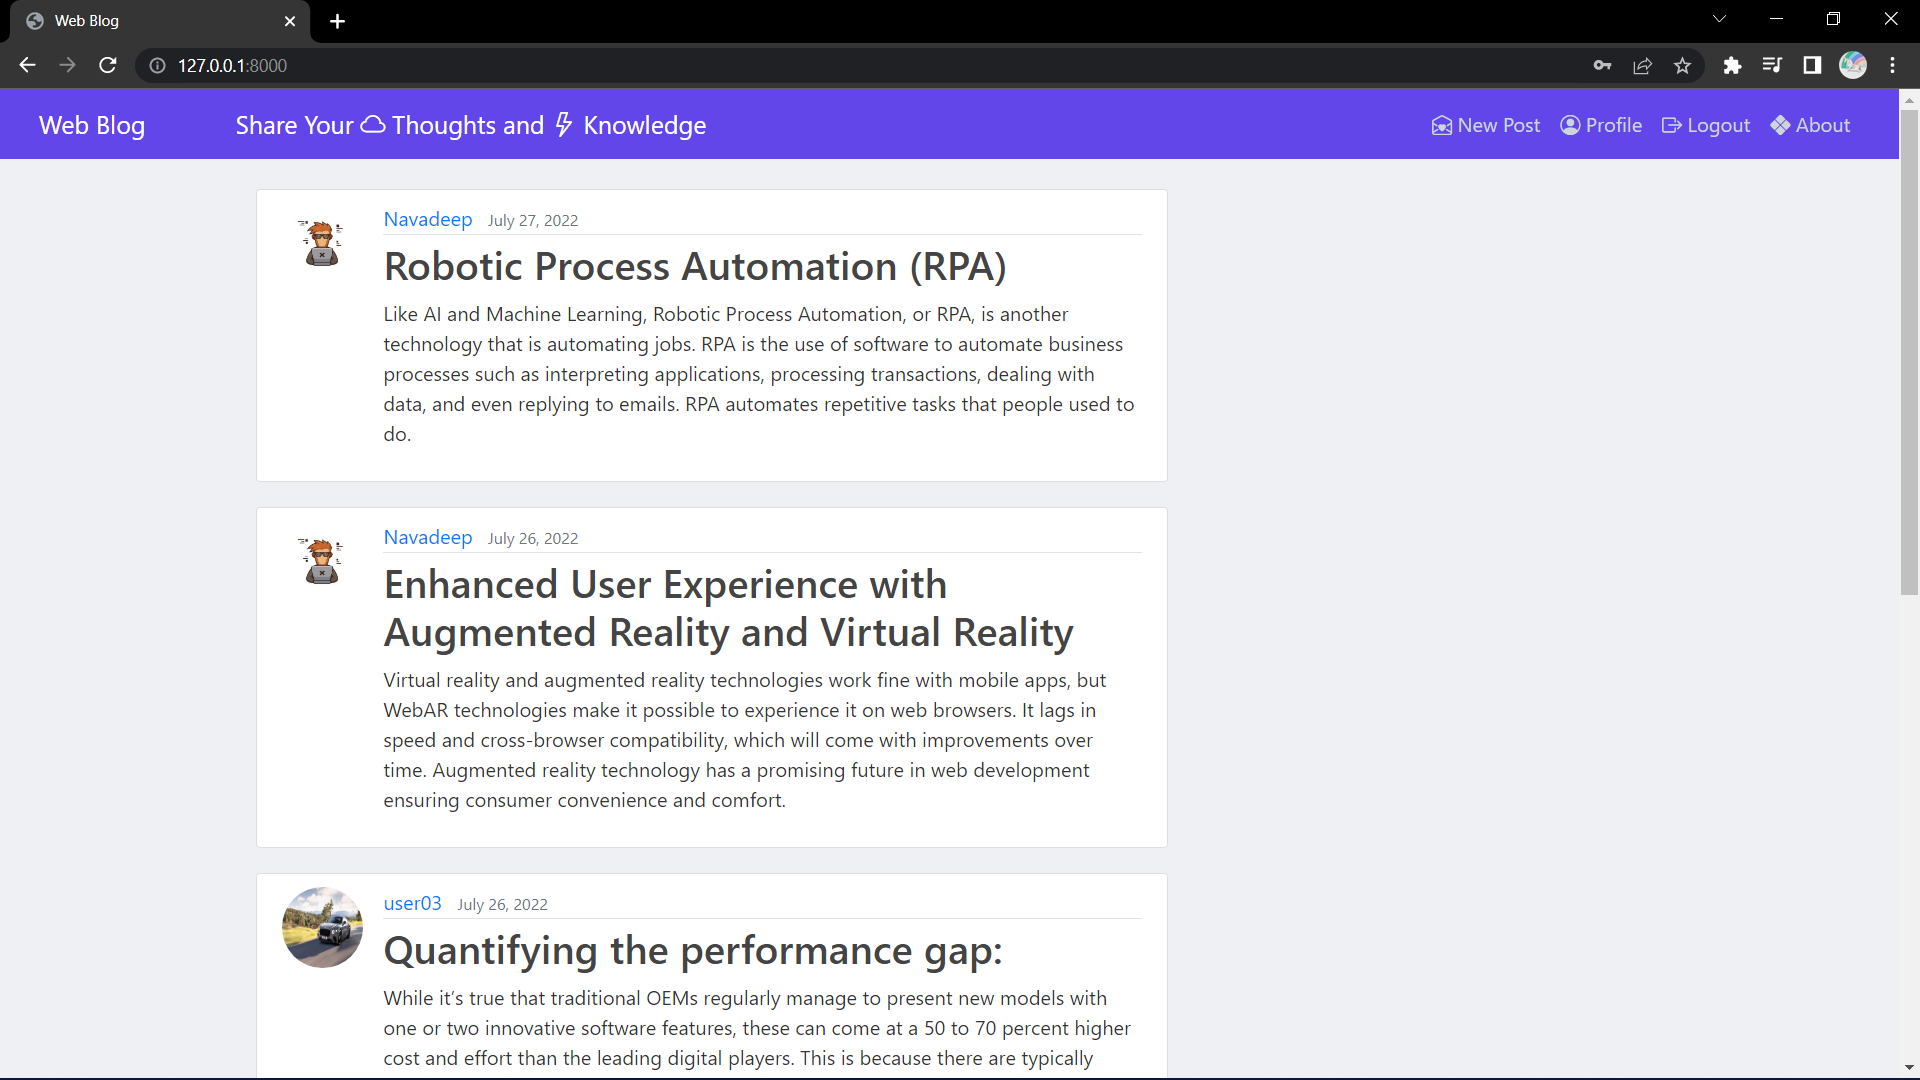 Web Blog
127.0.0.1:8000
Web Blog
Share Your Thoughts and Knowledge
New Post
Profile
Logout
About
Navadeep July 27, 2022
Robotic Process Automation (RPA)
Like AI and Machine Learning, Robotic Process Automation, or RPA, is another
technology that is automating jobs. RPA is the use of software to automate business
processes such as interpreting applications, processing transactions, dealing with
data, and even replying to emails. RPA automates repetitive tasks that people used to
do.
Navadeep July 26, 2022
Enhanced User Experience with
Augmented Reality and Virtual Reality
Virtual reality and augmented reality technologies work fine with mobile apps, but
WebAR technologies make it possible to experience it on web browsers. It lags in
speed and cross-browser compatibility, which will come with improvements over
time. Augmented reality technology has a promising future in web development
ensuring consumer convenience and comfort.
user03 July 26, 2022
Quantifying the performance gap:
While it’s true that traditional OEMs regularly manage to present new models with
one or two innovative software features, these can come at a 50 to 70 percent higher
cost and effort than the leading digital players. This is because there are typically